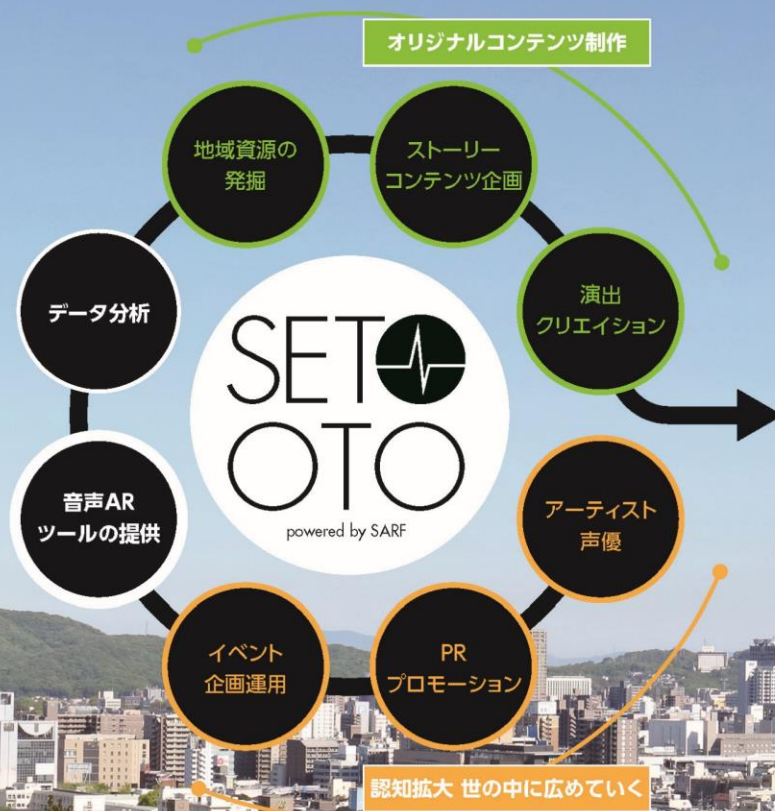 オリジナルコンテンツ制作
地域資源の
発掘
ストーリー
コンテンツ企画
データ分析
演出
クリエイション
SETO
OTO
powered by SARF
音声AR
ツールの提供
アーティスト
声優
イベント
企画運用
PR
プロモーション
認知拡大 世の中に広めていく